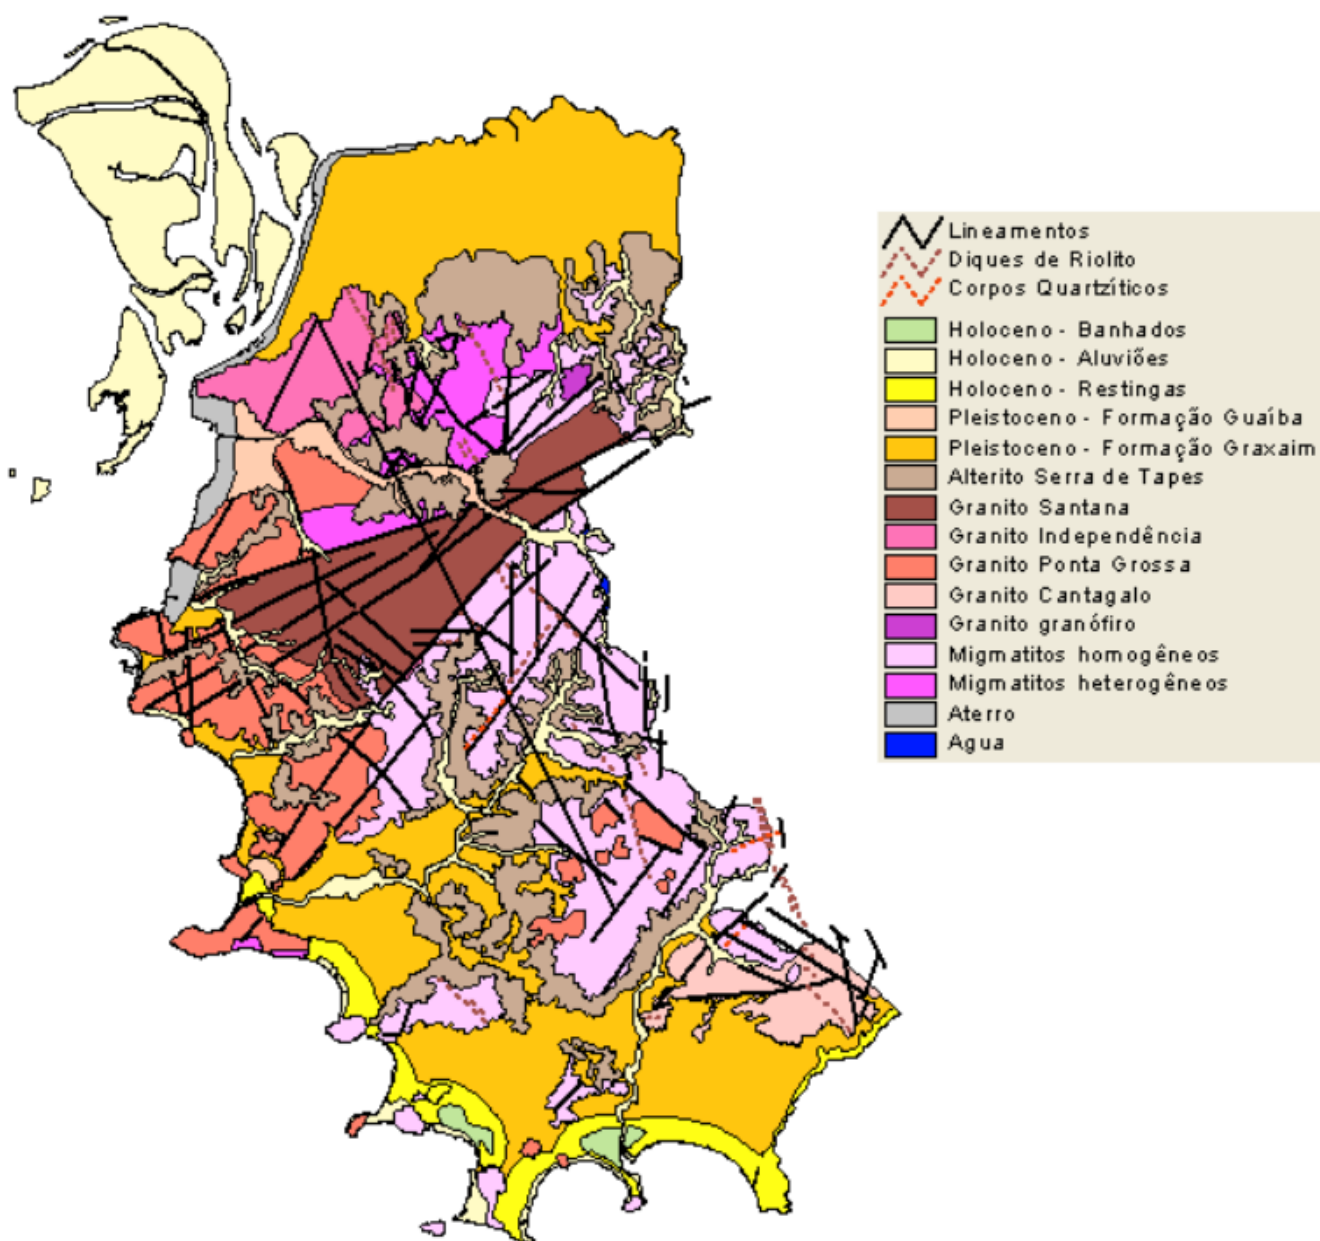 Lineamentos
Diques de Riolito
Corpos Quartzíticos
Holoceno - Banhados
Holoceno - Aluviões
Holoceno - Restingas
Pleistoceno - Formação Guaíba
Pleistoceno - Formação Graxaim
Alterito Serra de Tapes
Granito Santana
Granito Independência
Granito Ponta Grossa
Granito Cantagalo
Granito granófiro
Migmatitos homogêneos
Migmatitos heterogêneos
Aterro
Agua